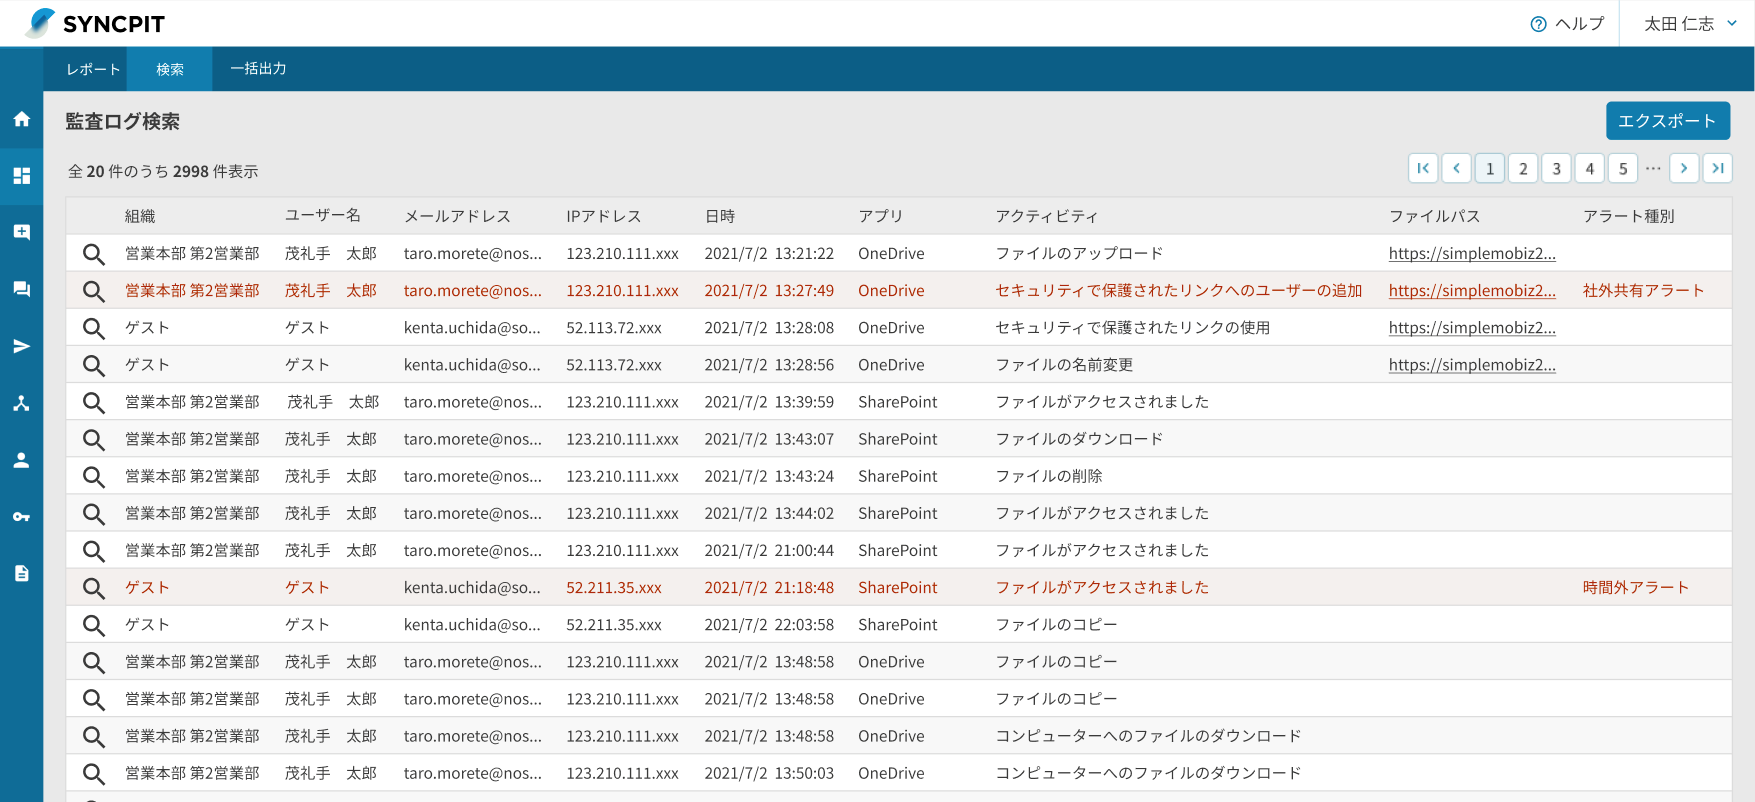 SYNCPIT
ヘルプ 太田 仁志
レポート 検索 一括出力
監査ログ検索 エクスポート
全 20 件のうち 2998 件表示 1 2 3 4 5 ···
組織 ユーザー名 メールアドレス IPアドレス 日時 アプリ アクティビティ ファイルパス アラート種別
営業本部 第2営業部 茂礼手　太郎 taro.morete@nos... 123.210.111.xxx 2021/7/2 13:21:22 OneDrive ファイルのアップロード https://simplemobiz2...
営業本部 第2営業部 茂礼手　太郎 taro.morete@nos... 123.210.111.xxx 2021/7/2 13:27:49 OneDrive セキュリティで保護されたリンクへのユーザーの追加 https://simplemobiz2... 社外共有アラート
ゲスト ゲスト kenta.uchida@so... 52.113.72.xxx 2021/7/2 13:28:08 OneDrive セキュリティで保護されたリンクの使用 https://simplemobiz2...
ゲスト ゲスト kenta.uchida@so... 52.113.72.xxx 2021/7/2 13:28:56 OneDrive ファイルの名前変更 https://simplemobiz2...
営業本部 第2営業部 茂礼手　太郎 taro.morete@nos... 123.210.111.xxx 2021/7/2 13:39:59 SharePoint ファイルがアクセスされました
営業本部 第2営業部 茂礼手　太郎 taro.morete@nos... 123.210.111.xxx 2021/7/2 13:43:07 SharePoint ファイルのダウンロード
営業本部 第2営業部 茂礼手　太郎 taro.morete@nos... 123.210.111.xxx 2021/7/2 13:43:24 SharePoint ファイルの削除
営業本部 第2営業部 茂礼手　太郎 taro.morete@nos... 123.210.111.xxx 2021/7/2 13:44:02 SharePoint ファイルがアクセスされました
営業本部 第2営業部 茂礼手　太郎 taro.morete@nos... 123.210.111.xxx 2021/7/2 21:00:44 SharePoint ファイルがアクセスされました
ゲスト ゲスト kenta.uchida@so... 52.211.35.xxx 2021/7/2 21:18:48 SharePoint ファイルがアクセスされました 時間外アラート
ゲスト ゲスト kenta.uchida@so... 52.211.35.xxx 2021/7/2 22:03:58 SharePoint ファイルのコピー
営業本部 第2営業部 茂礼手　太郎 taro.morete@nos... 123.210.111.xxx 2021/7/2 13:48:58 OneDrive ファイルのコピー
営業本部 第2営業部 茂礼手　太郎 taro.morete@nos... 123.210.111.xxx 2021/7/2 13:48:58 OneDrive ファイルのコピー
営業本部 第2営業部 茂礼手　太郎 taro.morete@nos... 123.210.111.xxx 2021/7/2 13:48:58 OneDrive コンピューターへのファイルのダウンロード
営業本部 第2営業部 茂礼手　太郎 taro.morete@nos... 123.210.111.xxx 2021/7/2 13:50:03 OneDrive コンピューターへのファイルのダウンロード